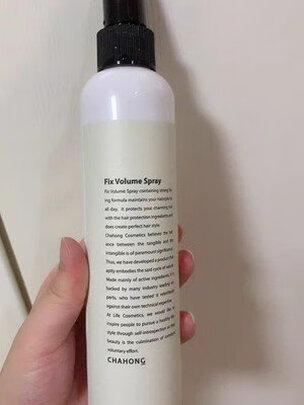 Fix Volume Spray
Fix Volume Spray containing strong fix-
ing formula maintains your hairstyle
all day. It protects your charming hair
with the hair protection ingredients and
does create perfect hair style.
Chahong Cosmetics believes the bal-
ance between the tangible and the
intangible is of paramount significance.
Thus, we have developed a product that
aptly embodies the said cycle of nature.
Made mainly of active ingredients,
backed by many industry leading ex-
perts, who have tested it
against their own technical expertise.
At Life Cosmetics, we would like to
inspire people to pursue a healthy life-
style through self-introspection
beauty is the culmination of
voluntary effort.
CHAHONG